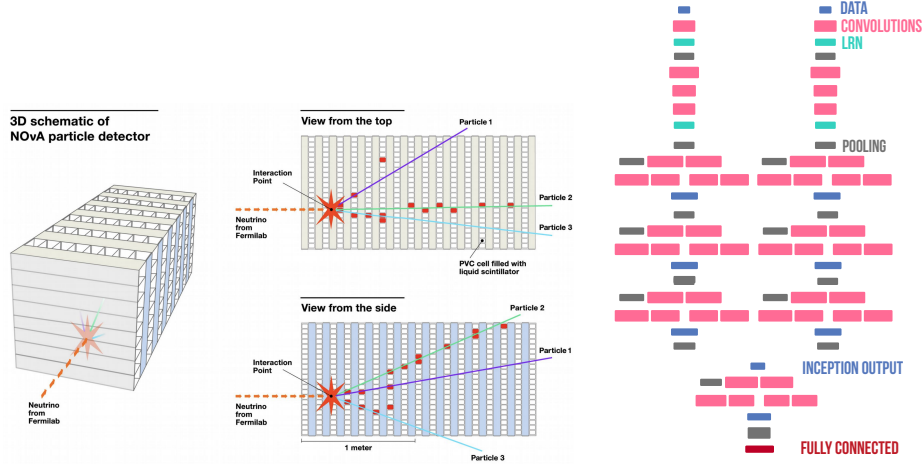 3D schematic of
NOvA particle detector
Neutrino
from
Fermilab
View from the top
Particle 1
Interaction
Point
Particle 2
Neutrino
from
Fermilab
Particle 3
PVC cell filled with
liquid scintillator
View from the side
Particle 2
Particle 1
Interaction
Point
Neutrino
from
Fermilab
1 meter
Particle 3
DATA
CONVOLUTIONS
LRN
POOLING
INCEPTION OUTPUT
FULLY CONNECTED